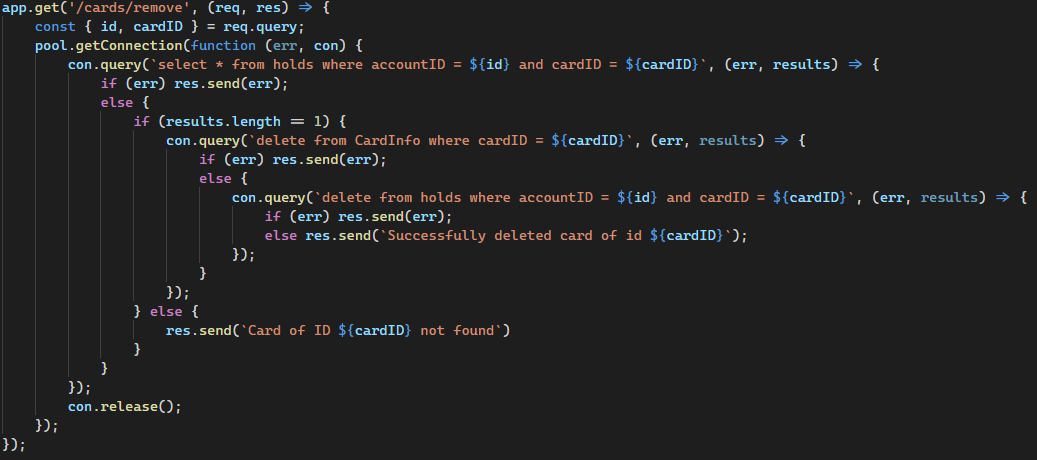 app.get('/cards/remove', (req, res) => {
    const { id, cardID } = req.query;
    pool.getConnection(function (err, con) {
        con.query(`select * from holds where accountID = ${id} and cardID = ${cardID}`, (err, results) => {
            if (err) res.send(err);
            else {
                if (results.length == 1) {
                    con.query(`delete from CardInfo where cardID = ${cardID}`, (err, results) => {
                        if (err) res.send(err);
                        else {
                            con.query(`delete from holds where accountID = ${id} and cardID = ${cardID}`, (err, results) => {
                                if (err) res.send(err);
                                else res.send(`Successfully deleted card of id ${cardID}`);
                            });
                        }
                    });
                } else {
                    res.send(`Card of ID ${cardID} not found`)
                }
            }
        });
        con.release();
    });
});